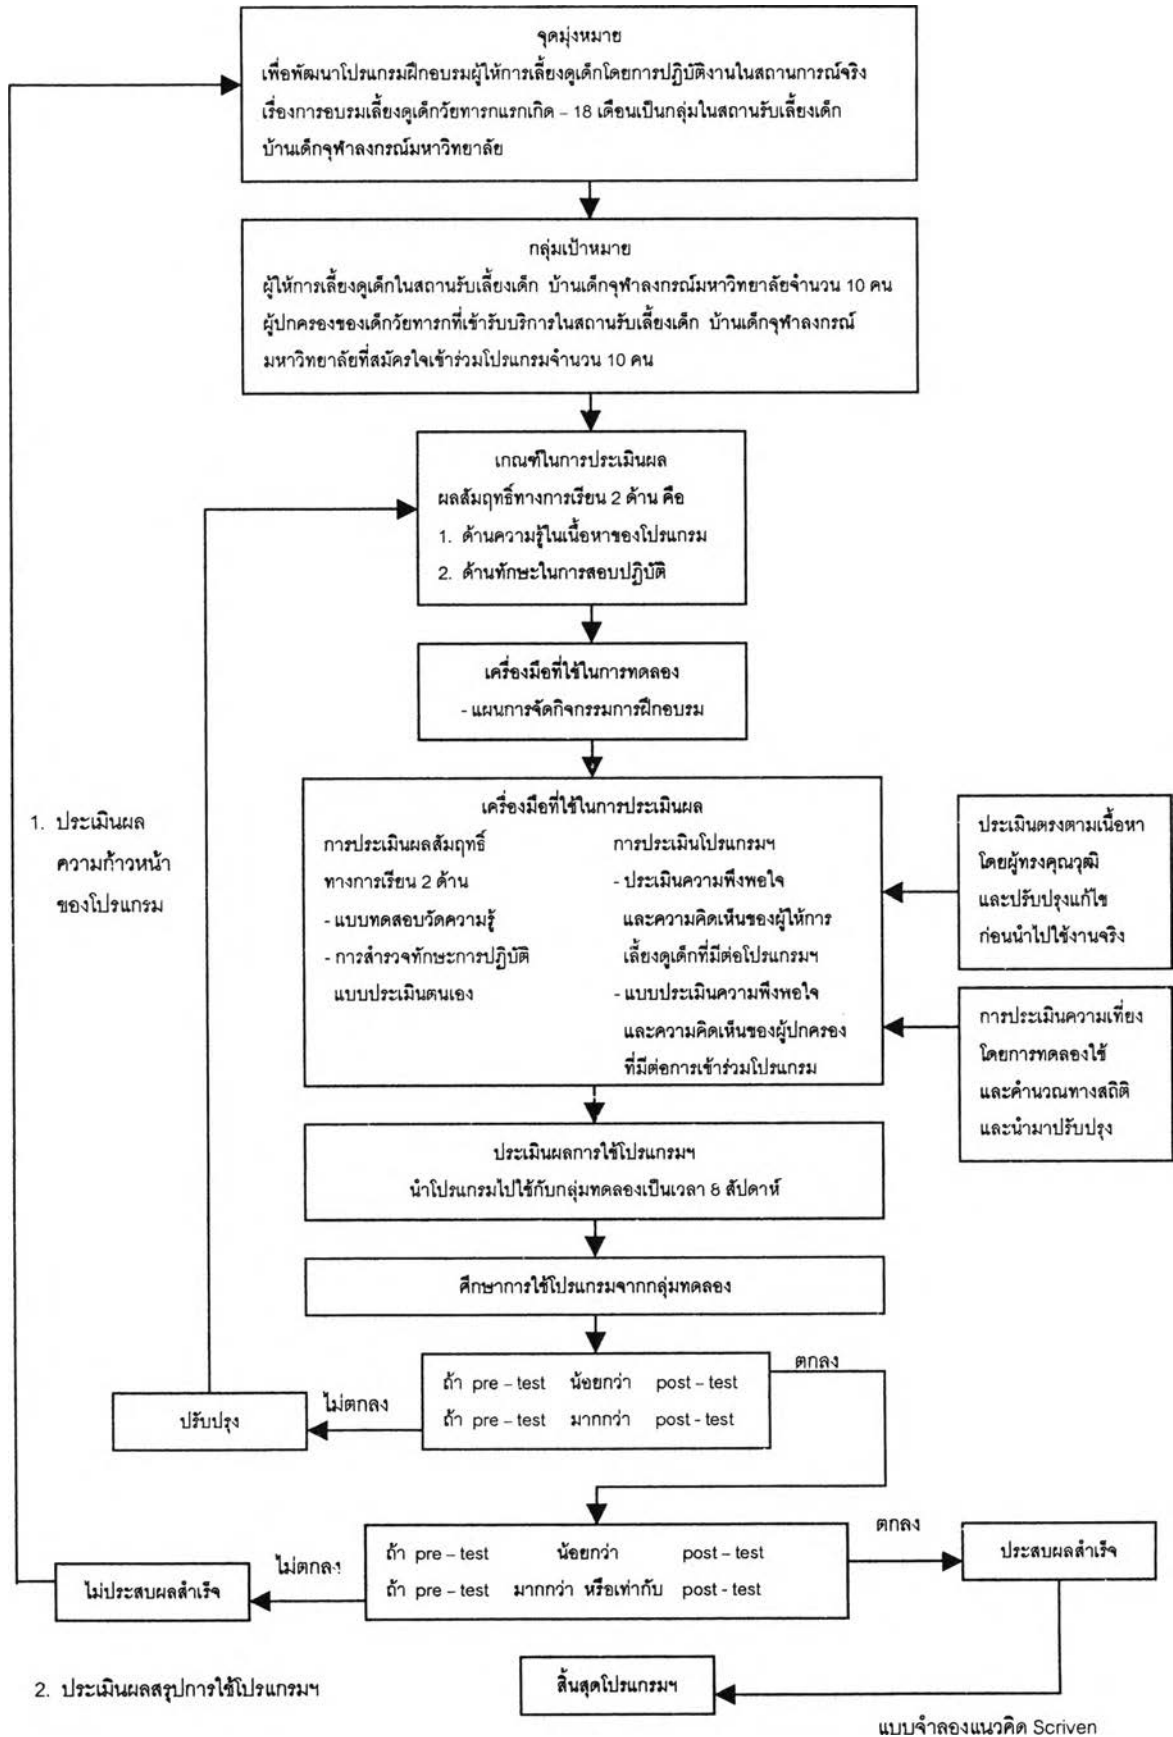 จุดมุ่งหมาย
เพื่อพัฒนาโปรแกรมฝึกอบรมผู้ให้การเลี้ยงดูเด็กโดยการปฏิบัติงานในสถานการณ์จริง
เรื่องการอบรมเลี้ยงดูเด็กวัยทารกแรกเกิด – 18 เดือนเป็นกลุ่มในสถานรับเลี้ยงเด็ก
บ้านเด็กจุฬาลงกรณ์มหาวิทยาลัย
กลุ่มเป้าหมาย
ผู้ให้การเลี้ยงดูเด็กในสถานรับเลี้ยงเด็ก บ้านเด็กจุฬาลงกรณ์มหาวิทยาลัยจำนวน 10 คน
ผู้ปกครองของเด็กวัยทารกที่เข้ารับบริการในสถานรับเลี้ยงเด็ก บ้านเด็กจุฬาลงกรณ์
มหาวิทยาลัยที่สมัครใจเข้าร่วมโปรแกรมจำนวน 10 คน
เกณฑ์ในการประเมินผล
ผลสัมฤทธิ์ทางการเรียน 2 ด้าน คือ
1. ด้านความรู้ในเนื้อหาของโปรแกรม
2. ด้านทักษะในการสอบปฏิบัติ
เครื่องมือที่ใช้ในการทดลอง
- แผนการจัดกิจกรรมการฝึกอบรม
1. ประเมินผล
ความก้าวหน้า
ของโปรแกรม
เครื่องมือที่ใช้ในการประเมินผล
การประเมินผลสัมฤทธิ์
ทางการเรียน 2 ด้าน
- แบบทดสอบวัดความรู้
- การสำรวจทักษะการปฏิบัติ
แบบประเมินตนเอง
การประเมินโปรแกรมฯ
- ประเมินความพึงพอใจ
และความคิดเห็นของผู้ให้การ
เลี้ยงดูเด็กที่มีต่อโปรแกรมฯ
- แบบประเมินความพึงพอใจ
และความคิดเห็นของผู้ปกครอง
ที่มีต่อการเข้าร่วมโปรแกรม
ประเมินตรงตามเนื้อหา
โดยผู้ทรงคุณวุฒิ
และปรับปรุงแก้ไข
ก่อนนำไปใช้งานจริง
การประเมินความเที่ยง
โดยการทดลองใช้
และคำนวณทางสถิติ
และนำมาปรับปรุง
ประเมินผลการใช้โปรแกรมฯ
นำโปรแกรมไปใช้กับกลุ่มทดลองเป็นเวลา 8 สัปดาห์
ศึกษาการใช้โปรแกรมจากกลุ่มทดลอง
ถ้า pre – test น้อยกว่า post – test
ถ้า pre – test มากกว่า post - test
ตกลง
ไม่ตกลง
ปรับปรุง
ถ้า pre – test น้อยกว่า post – test
ถ้า pre – test มากกว่า หรือเท่ากับ post - test
ตกลง
ประสบผลสำเร็จ
ไม่ตกลง
ไม่ประสบผลสำเร็จ
2. ประเมินผลสรุปการใช้โปรแกรมฯ
สิ้นสุดโปรแกรมฯ
แบบจำลองแนวคิด Scriven